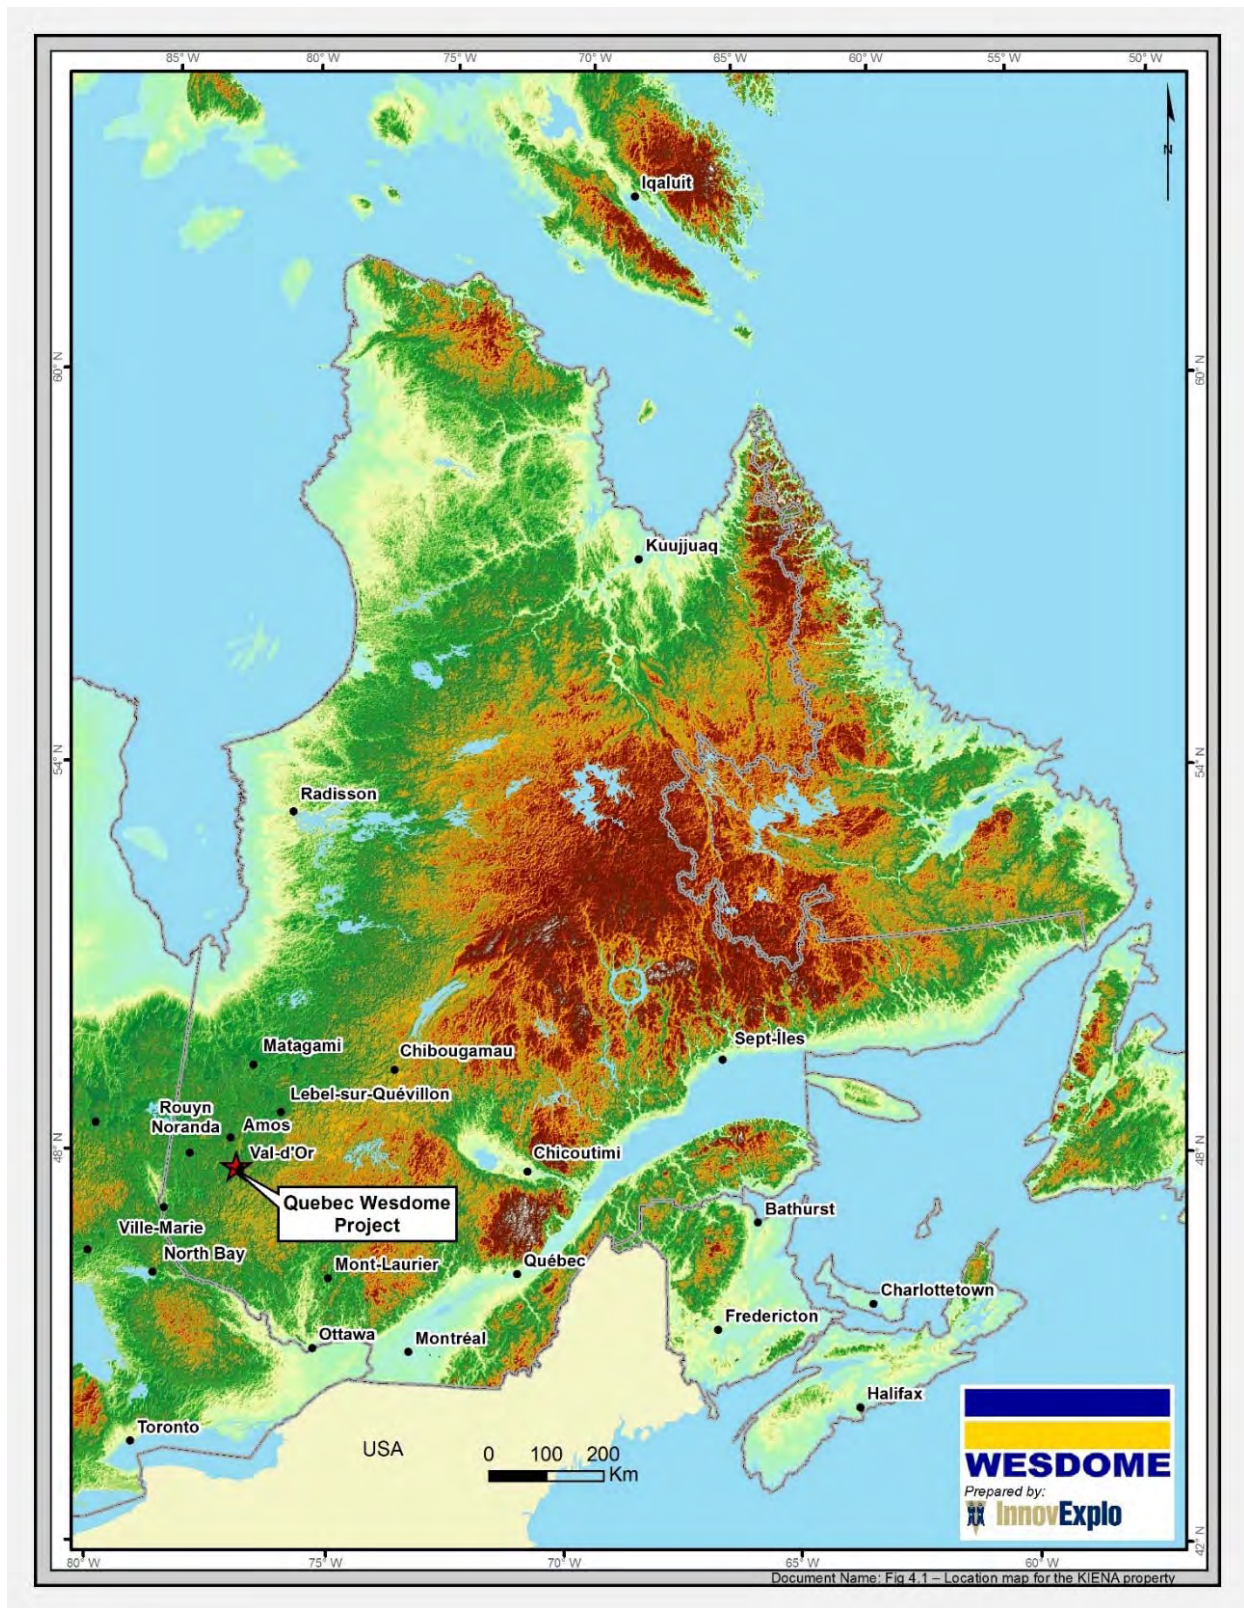 85° W 80° W 75° W 70° W 65° W 60° W 55° W 50° W
N
Iqaluit
60° N 60° N
Kuujjuaq
54° N 54° N
Radisson
Matagami
Chibougamau
Sept-Îles
Lebel-sur-Quévillon
Rouyn
Noranda
Amos
48° N 48° N
Val-d'Or
Chicoutimi
Quebec Wesdome
Project
Bathurst
Ville-Marie
North Bay
Mont-Laurier
Québec
Charlottetown
Fredericton
Ottawa
Montréal
Halifax
Toronto
USA
0 100 200
Km
WESDOME
Prepared by:
InnovExplo
42° N
80° W 75° W 70° W 65° W 60° W
Document Name: Fig 4.1 – Location map for the KIENA property